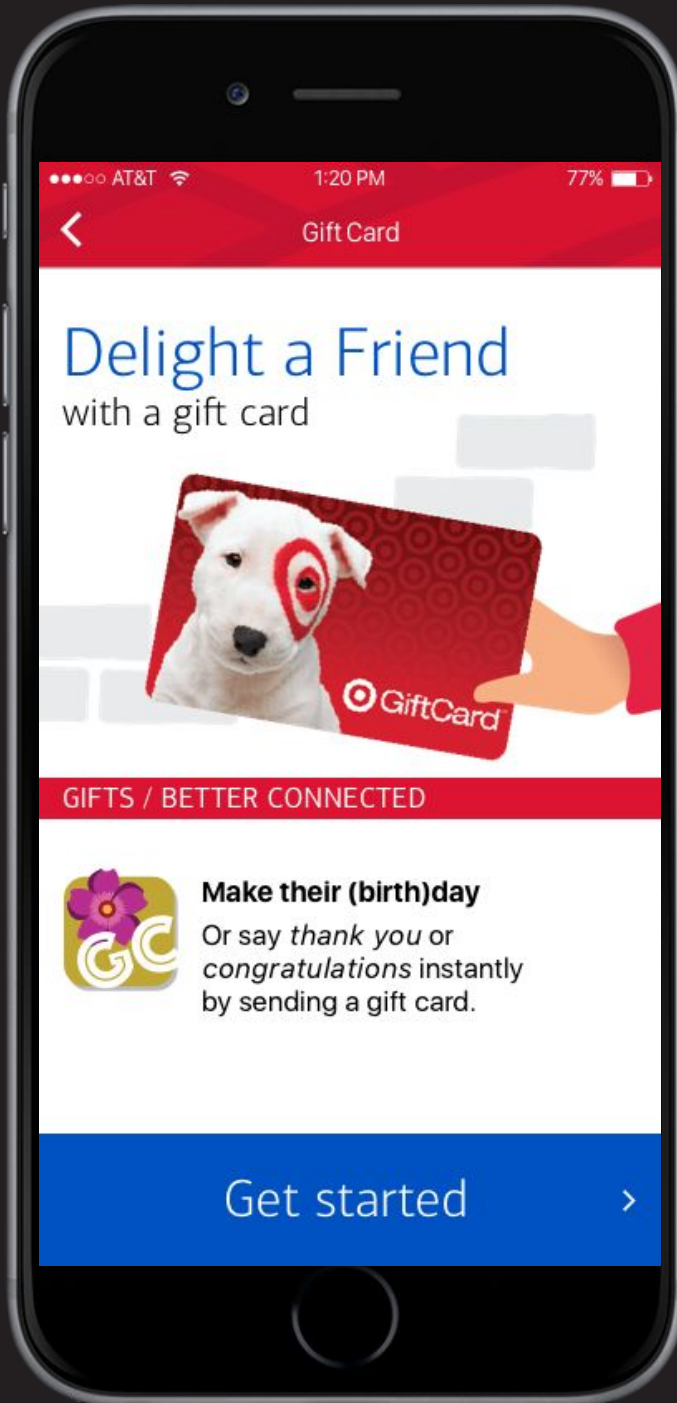 AT&T 1:20 PM 77%
Gift Card
Delight a Friend
with a gift card
GiftCard
GIFTS / BETTER CONNECTED
GC
Make their (birth)day
Or say thank you or
congratulations instantly
by sending a gift card.
Get started